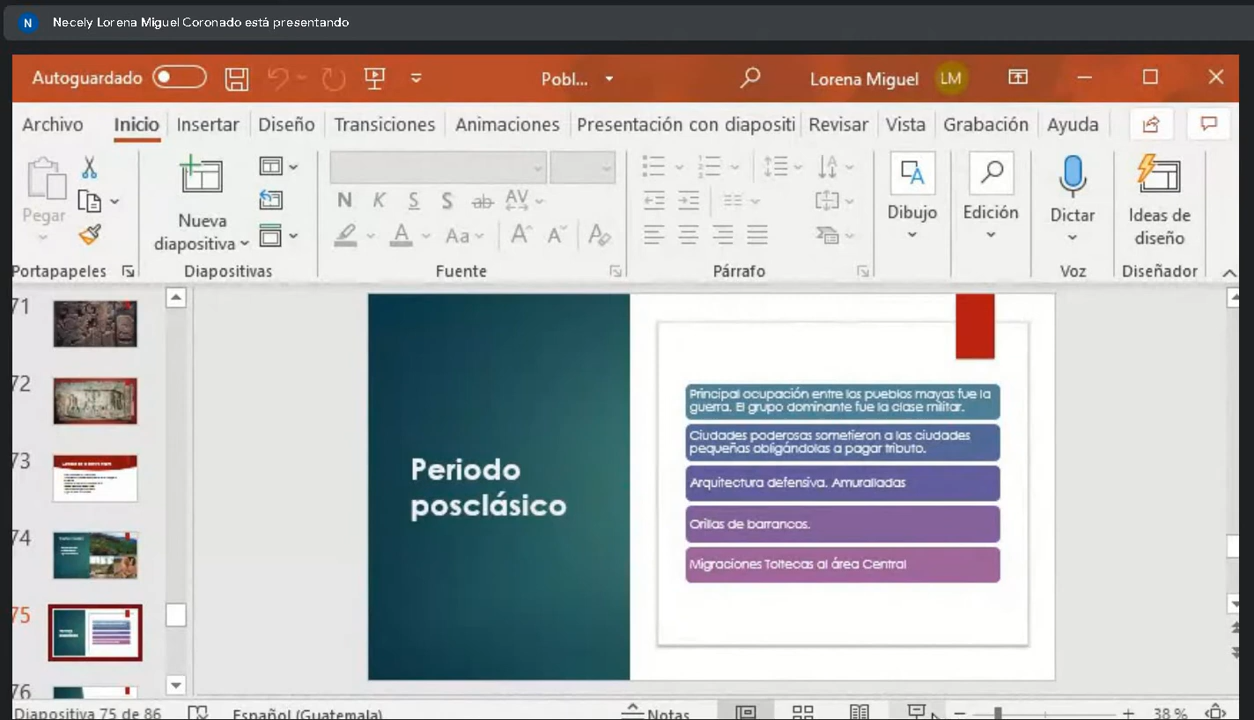 N Necely Lorena Miguel Coronado está presentando
Autoguardado Pobl... Lorena Miguel LM
Archivo Inicio Insertar Diseño Transiciones Animaciones Presentación con diapositi Revisar Vista Grabación Ayuda
Pegar
Nueva
diapositiva
N K S S ab AV
A Aa A A A
Dibujo
Edición
Dictar
Ideas de
diseño
Portapapeles Diapositivas Fuente Párrafo Voz Diseñador
71
72
73
74
75
76
Periodo
posclásico
Principal ocupación entre los pueblos mayas fue la
guerra. El grupo dominante fue la clase militar.
Ciudades poderosas sometieron a las ciudades
pequeñas obligándolas a pagar tributo.
Arquitectura defensiva. Amuralladas
Orillas de barrancos.
Migraciones Toltecas al área Central
Diapositiva 75 de 86 Español (Guatemala) Notas 38 %